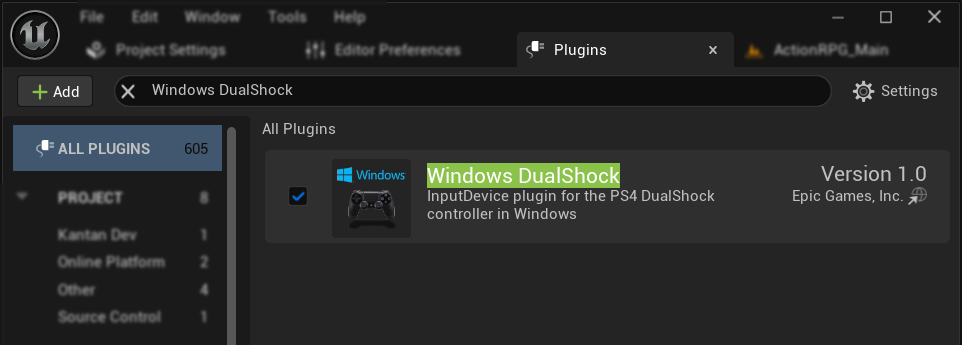 File Edit Window Tools Help
Project Settings Editor Preferences Plugins ActionRPG_Main
Add Windows DualShock Settings
ALL PLUGINS 605
PROJECT 8
Kantan Dev 1
Online Platform 2
Other 4
Source Control 1
All Plugins
Windows
Windows DualShock
InputDevice plugin for the PS4 DualShock
controller in Windows
Version 1.0
Epic Games, Inc.